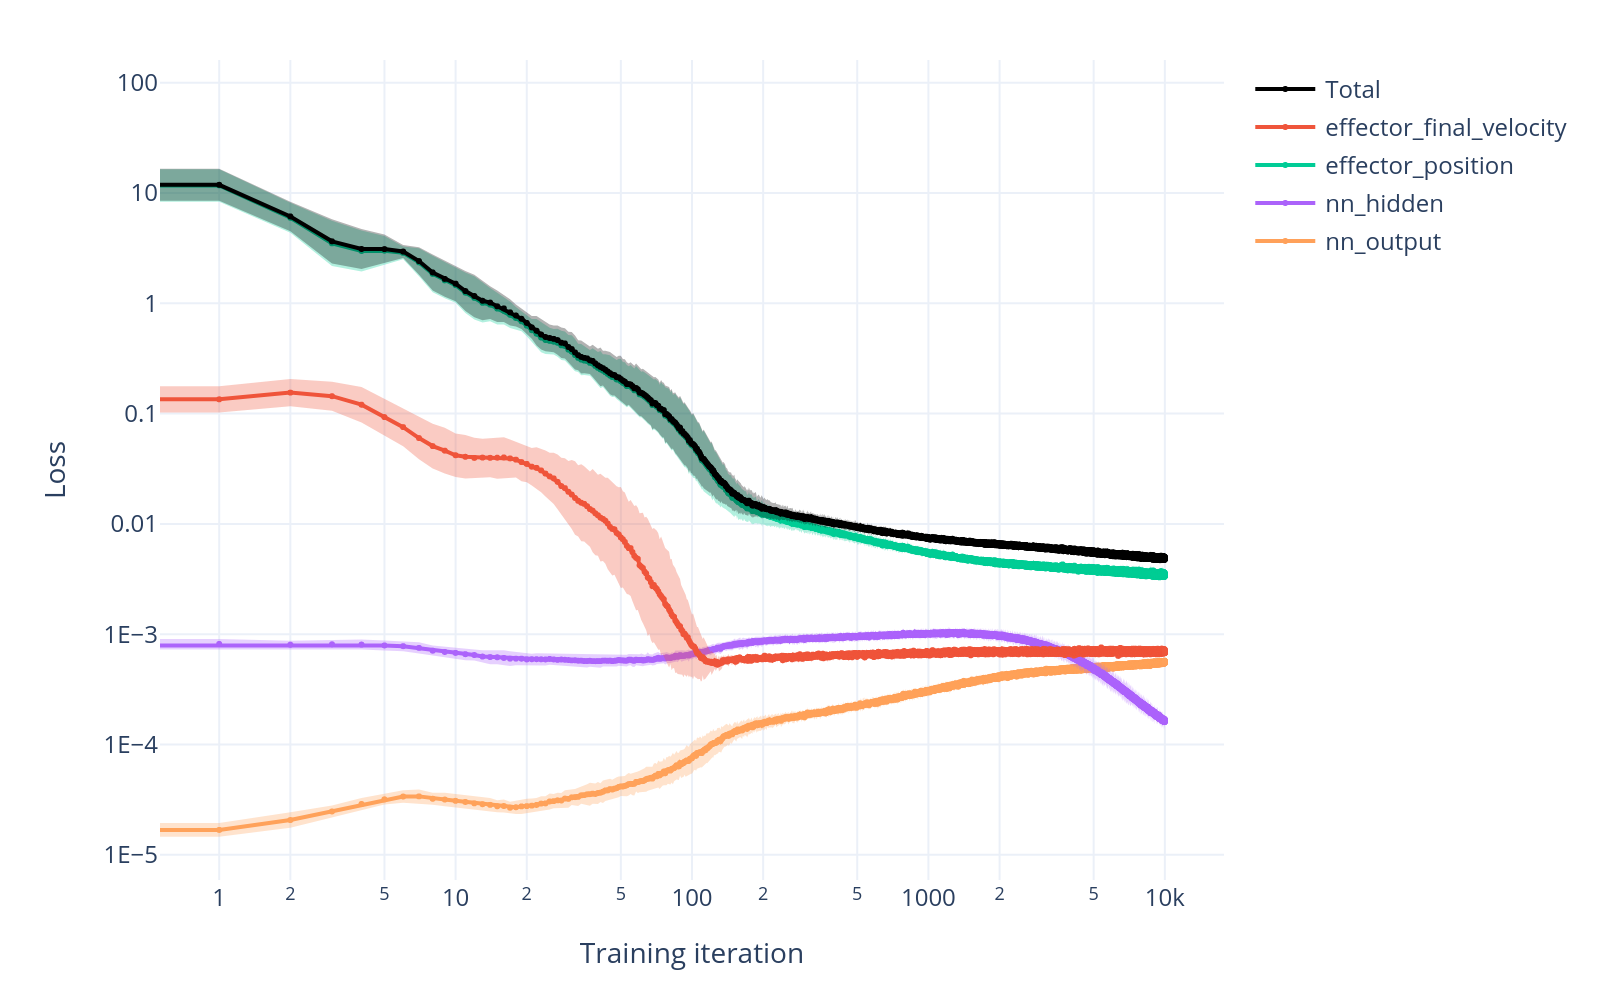 100
10
1
0.1
0.01
1E−3
1E−4
1E−5
Loss
1 2 5 10 2 5 100 2 5 1000 2 5 10k
Training iteration
Total
effector_final_velocity
effector_position
nn_hidden
nn_output